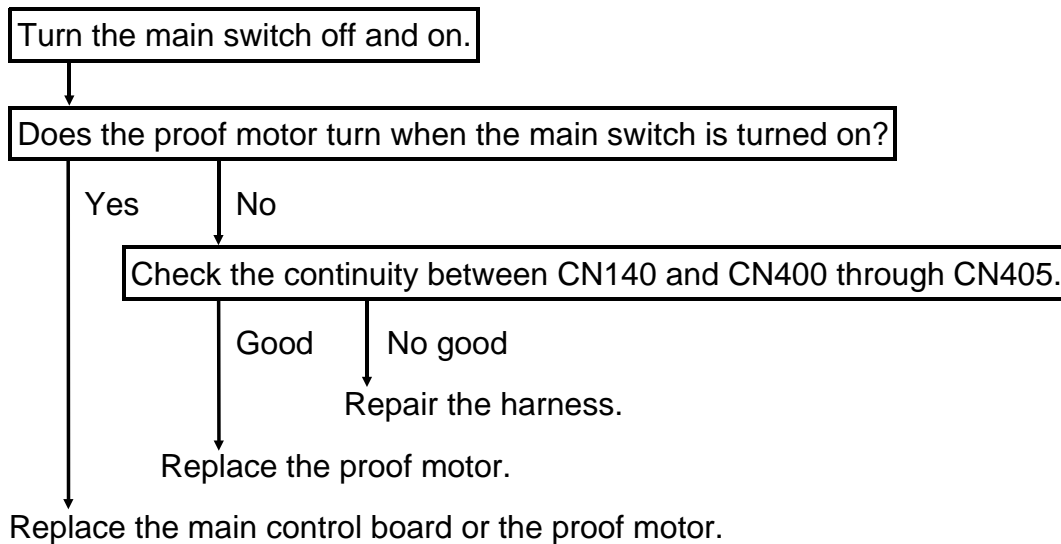 Turn the main switch off and on.
Does the proof motor turn when the main switch is turned on?
Yes
No
Check the continuity between CN140 and CN400 through CN405.
Good
No good
Repair the harness.
Replace the proof motor.
Replace the main control board or the proof motor.